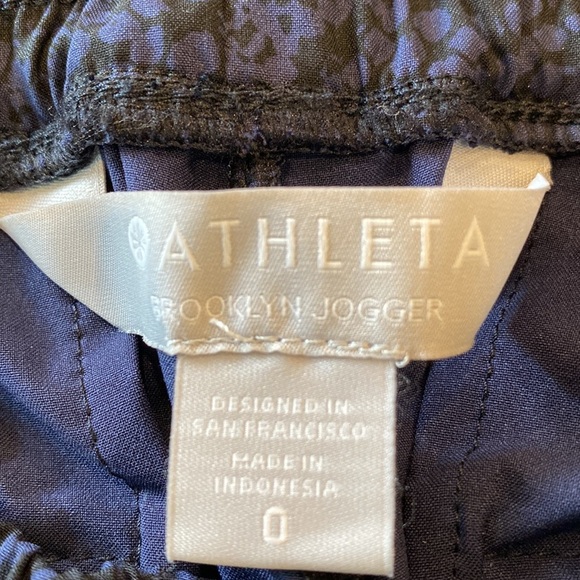 ATHLETA
BROOKLYN JOGGER
DESIGNED IN
SAN FRANCISCO
MADE IN
INDONESIA
0